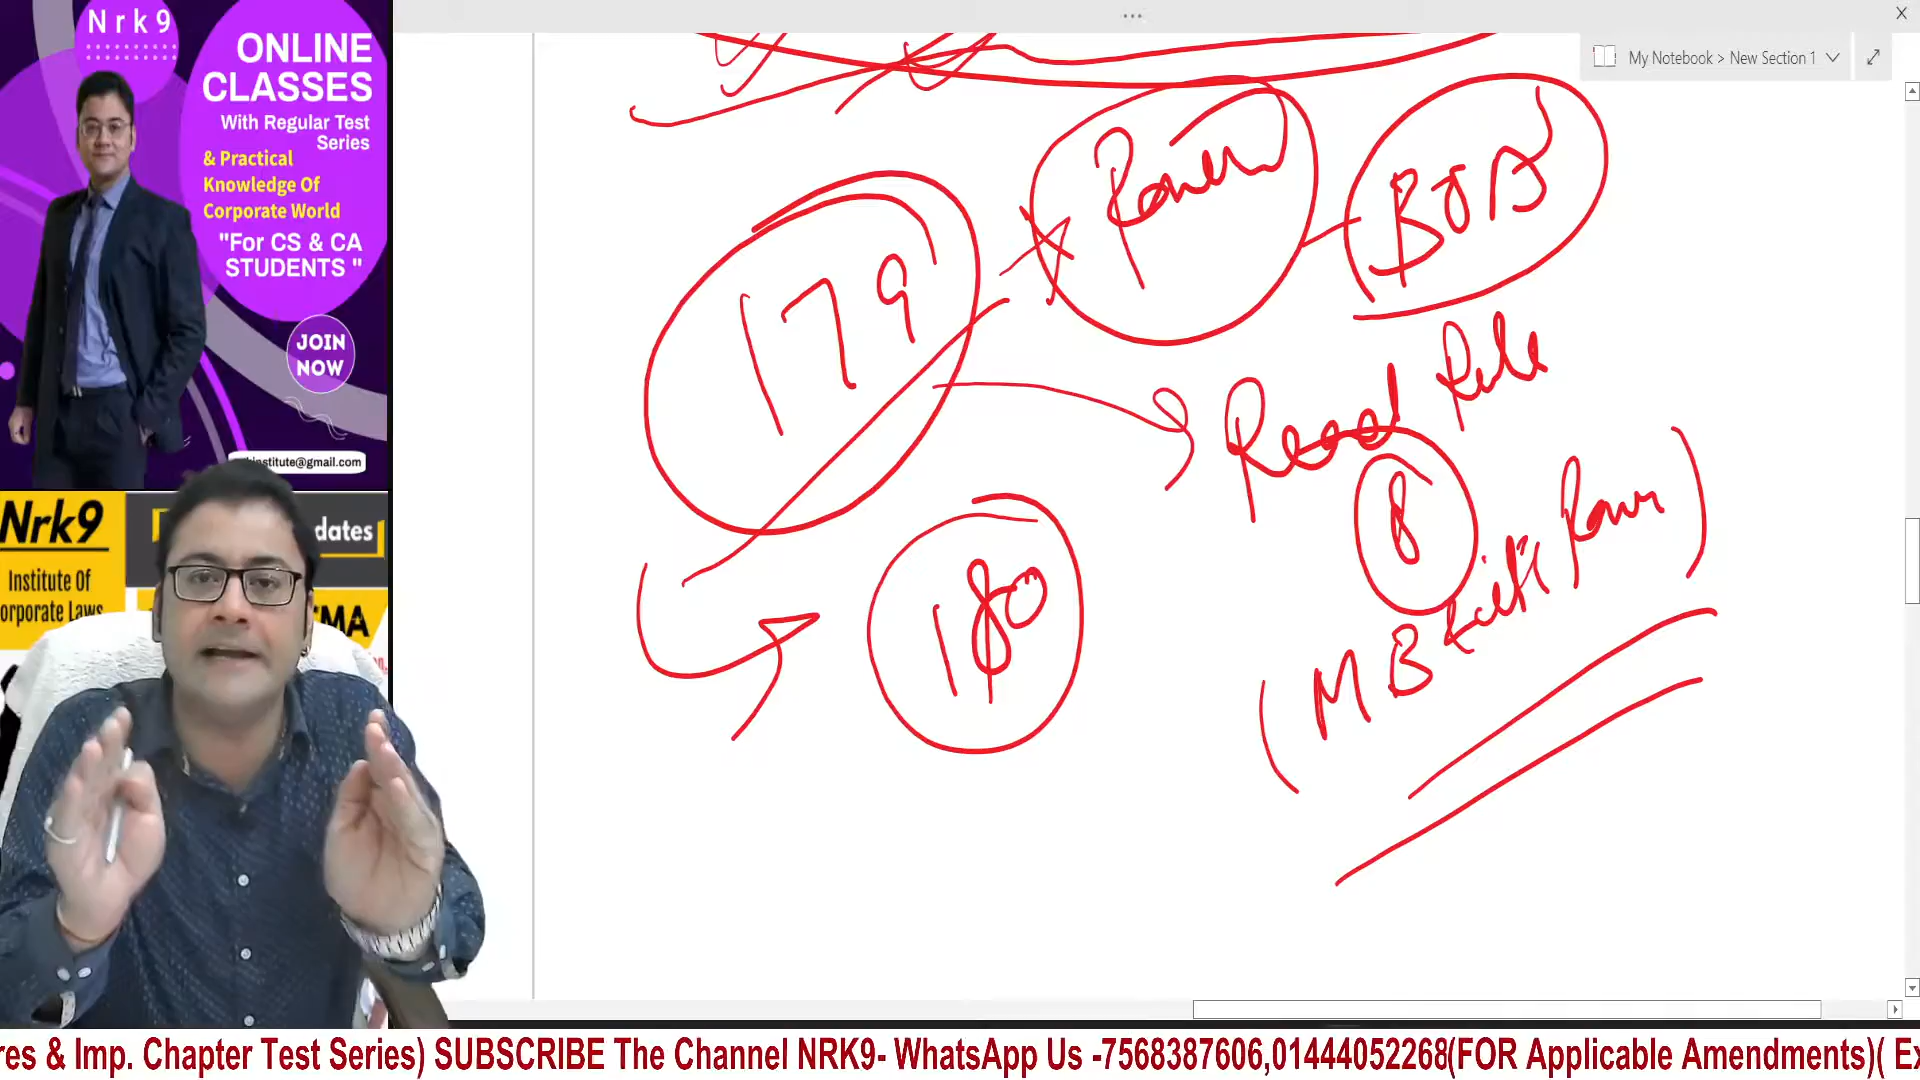 Nrk9
ONLINE
CLASSES
With Regular Test
Series
& Practical
Knowledge Of
Corporate World
"For CS & CA
STUDENTS "
JOIN
NOW
institute@gmail.com
Nrk9
Institute Of
orporate Laws
dates
MA
My Notebook > New Section 1
179
Power
BOD
Read Rule
8
(MB
Power)
180
res & Imp. Chapter Test Series) SUBSCRIBE The Channel NRK9- WhatsApp Us -7568387606,01444052268(FOR Applicable Amendments)( Ex